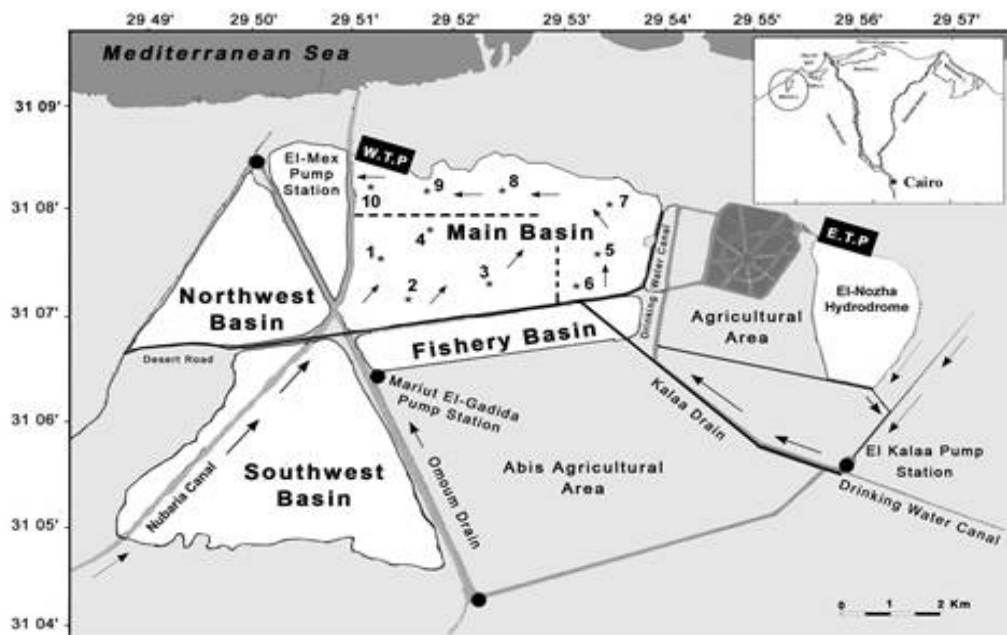 29 49' 29 50' 29 51' 29 52' 29 53' 29 54' 29 55' 29 56' 29 57'
Mediterranean Sea
31 09'
31 08'
31 07'
31 06'
31 05'
31 04'
El-Mex
Pump
Station
W.T.P
9
8
7
10
4
Main Basin
1
5
3
2
6
Cairo
E.T.P
Drinking Water Canal
El-Nozha
Hydrodrome
Agricultural
Area
Northwest
Basin
Desert Road
Fishery Basin
Mariut El-Gadida
Pump Station
Kalaa Drain
Nubaria Canal
Southwest
Basin
Omoum Drain
Abis Agricultural
Area
El Kalaa Pump
Station
Drinking Water Canal
0 1 2 Km